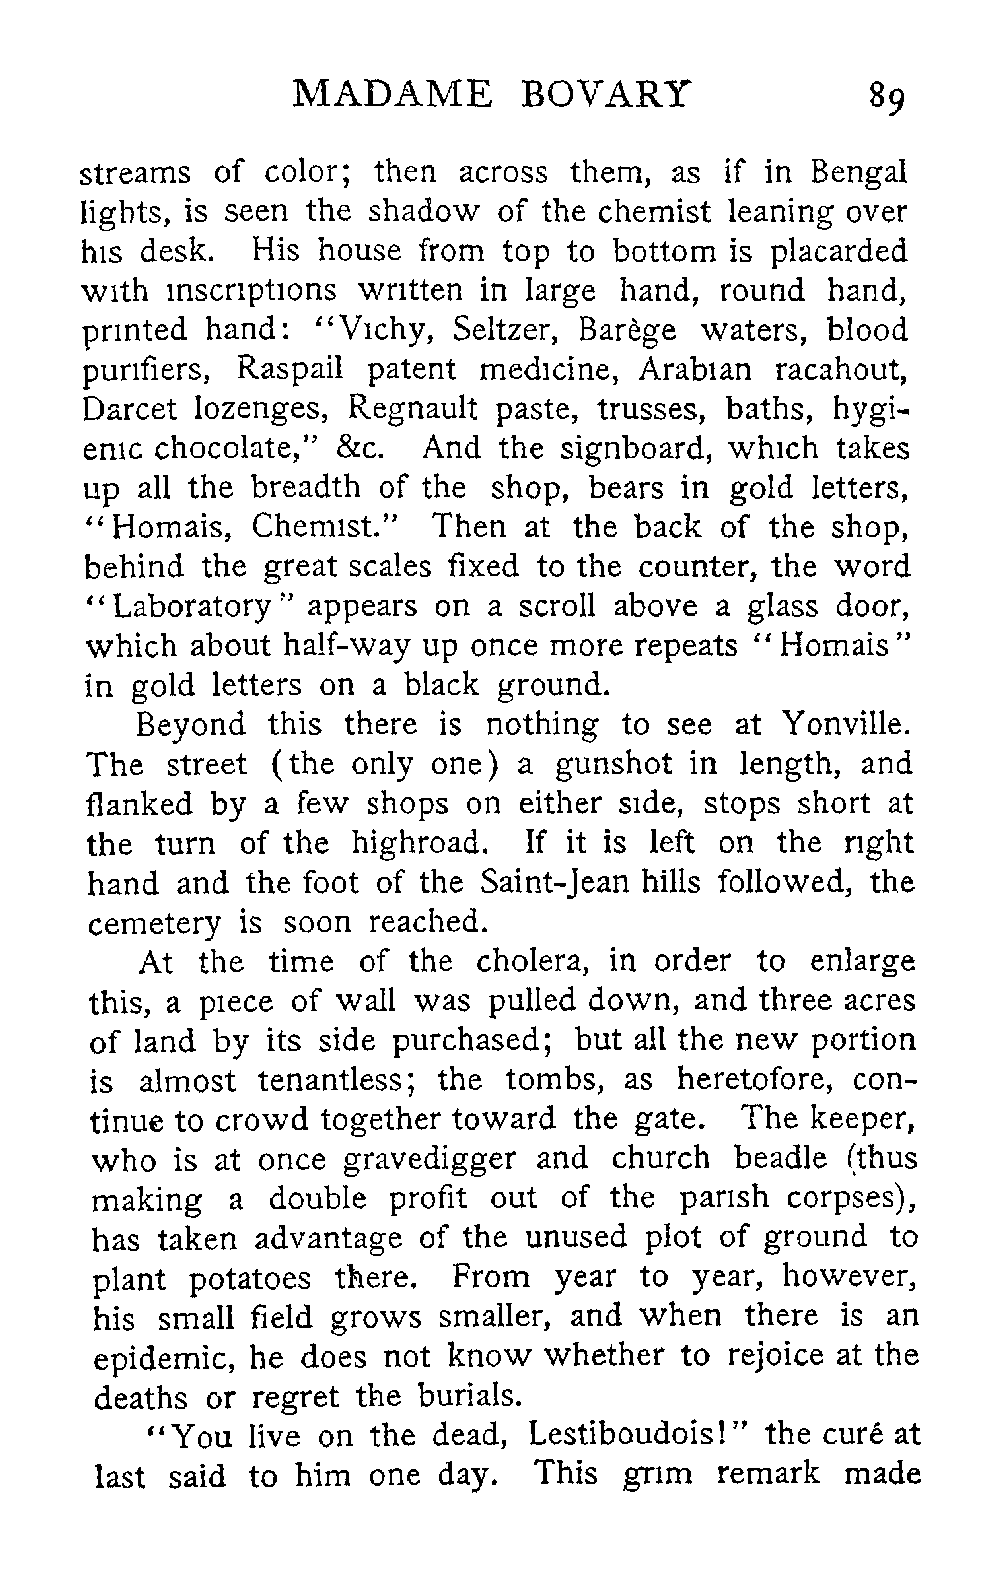 MADAME BOVARY 89
streams of color; then across them, as if in Bengal
lights, is seen the shadow of the chemist leaning over
his desk. His house from top to bottom is placarded
with inscriptions written in large hand, round hand,
printed hand: "Vichy, Seltzer, Barège waters, blood
purifiers, Raspail patent medicine, Arabian racahout,
Darcet lozenges, Regnault paste, trusses, baths, hygi-
enic chocolate," &c. And the signboard, which takes
up all the breadth of the shop, bears in gold letters,
"Homais, Chemist." Then at the back of the shop,
behind the great scales fixed to the counter, the word
"Laboratory" appears on a scroll above a glass door,
which about half-way up once more repeats "Homais"
in gold letters on a black ground.
Beyond this there is nothing to see at Yonville.
The street (the only one) a gunshot in length, and
flanked by a few shops on either side, stops short at
the turn of the highroad. If it is left on the right
hand and the foot of the Saint-Jean hills followed, the
cemetery is soon reached.
At the time of the cholera, in order to enlarge
this, a piece of wall was pulled down, and three acres
of land by its side purchased; but all the new portion
is almost tenantless; the tombs, as heretofore, con-
tinue to crowd together toward the gate. The keeper,
who is at once gravedigger and church beadle (thus
making a double profit out of the parish corpses),
has taken advantage of the unused plot of ground to
plant potatoes there. From year to year, however,
his small field grows smaller, and when there is an
epidemic, he does not know whether to rejoice at the
deaths or regret the burials.
"You live on the dead, Lestiboudois!" the curé at
last said to him one day. This grim remark made